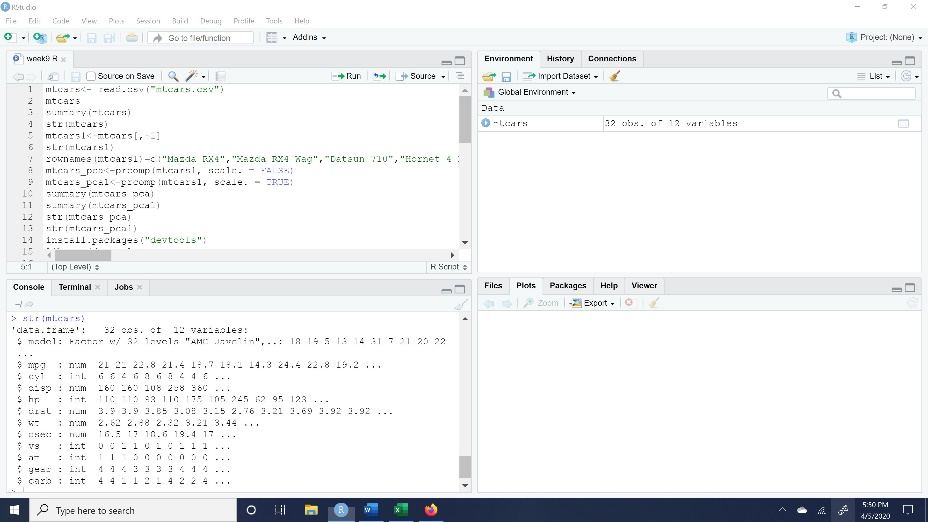 RStudio
File Edit Code View Plots Session Build Debug Profile Tools Help
Go to file/function Addins Project: (None)
week9.R
Source on Save Run Source
1 mtcars<- read.csv("mtcars.csv")
2 mtcars
3 summary(mtcars)
4 str(mtcars)
5 mtcars1<-mtcars[,-1]
6 str(mtcars1)
7 rownames(mtcars1)=c("Mazda RX4","Mazda RX4 Wag","Datsun 710","Hornet 4
8 mtcars_pca<-prcomp(mtcars1, scale. = FALSE)
9 mtcars_pca1<-prcomp(mtcars1, scale. = TRUE)
10 summary(mtcars_pca)
11 summary(mtcars_pca1)
12 str(mtcars_pca)
13 str(mtcars_pca1)
14 install.packages("devtools")
15
5:1 (Top Level) R Script
Console Terminal Jobs
~/
> str(mtcars)
'data.frame': 32 obs. of 12 variables:
$ model: Factor w/ 32 levels "AMC Javelin",..: 18 19 5 13 14 31 7 21 20 22
...
$ mpg : num 21 21 22.8 21.4 18.7 18.1 14.3 24.4 22.8 19.2 ...
$ cyl : int 6 6 4 6 8 6 8 4 4 6 ...
$ disp : num 160 160 108 258 360 ...
$ hp : int 110 110 93 110 175 105 245 62 95 123 ...
$ drat : num 3.9 3.9 3.85 3.08 3.15 2.76 3.21 3.69 3.92 3.92 ...
$ wt : num 2.62 2.88 2.32 3.21 3.44 ...
$ qsec : num 16.5 17 18.6 19.4 17 ...
$ vs : int 0 0 1 1 0 1 0 1 1 1 ...
$ am : int 1 1 1 0 0 0 0 0 0 0 ...
$ gear : int 4 4 4 3 3 3 3 4 4 4 ...
$ carb : int 4 4 1 1 2 1 4 2 2 4 ...
>
Environment History Connections
Import Dataset List
Global Environment
Data
mtcars 32 obs. of 12 variables
Files Plots Packages Help Viewer
Zoom Export
Type here to search
5:50 PM
4/5/2020